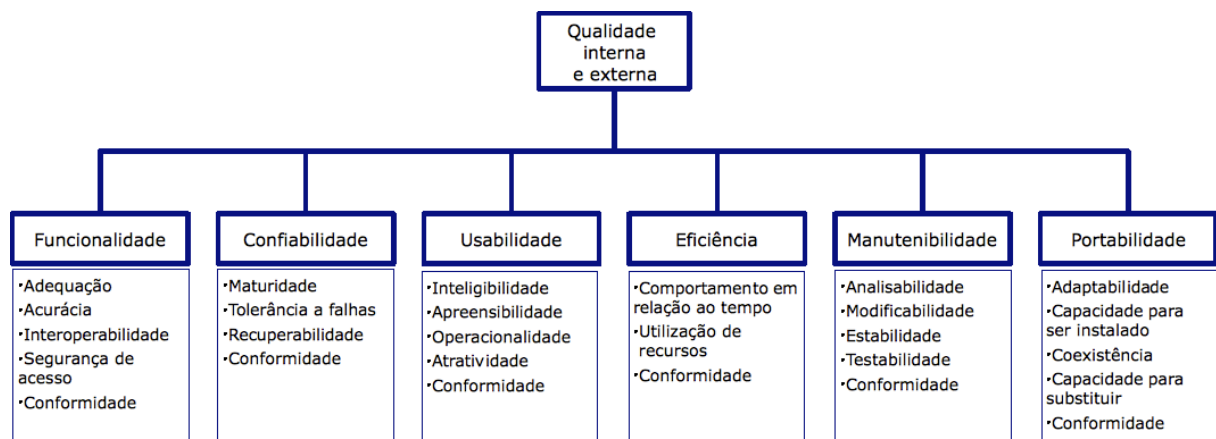 Qualidade
interna
e externa
Funcionalidade
·Adequação
·Acurácia
·Interoperabilidade
·Segurança de
acesso
·Conformidade
Confiabilidade
·Maturidade
·Tolerância a falhas
·Recuperabilidade
·Conformidade
Usabilidade
·Inteligibilidade
·Apreensibilidade
·Operacionalidade
·Atratividade
·Conformidade
Eficiência
·Comportamento em
relação ao tempo
·Utilização de
recursos
·Conformidade
Manutenibilidade
·Analisabilidade
·Modificabilidade
·Estabilidade
·Testabilidade
·Conformidade
Portabilidade
·Adaptabilidade
·Capacidade para
ser instalado
·Coexistência
·Capacidade para
substituir
·Conformidade